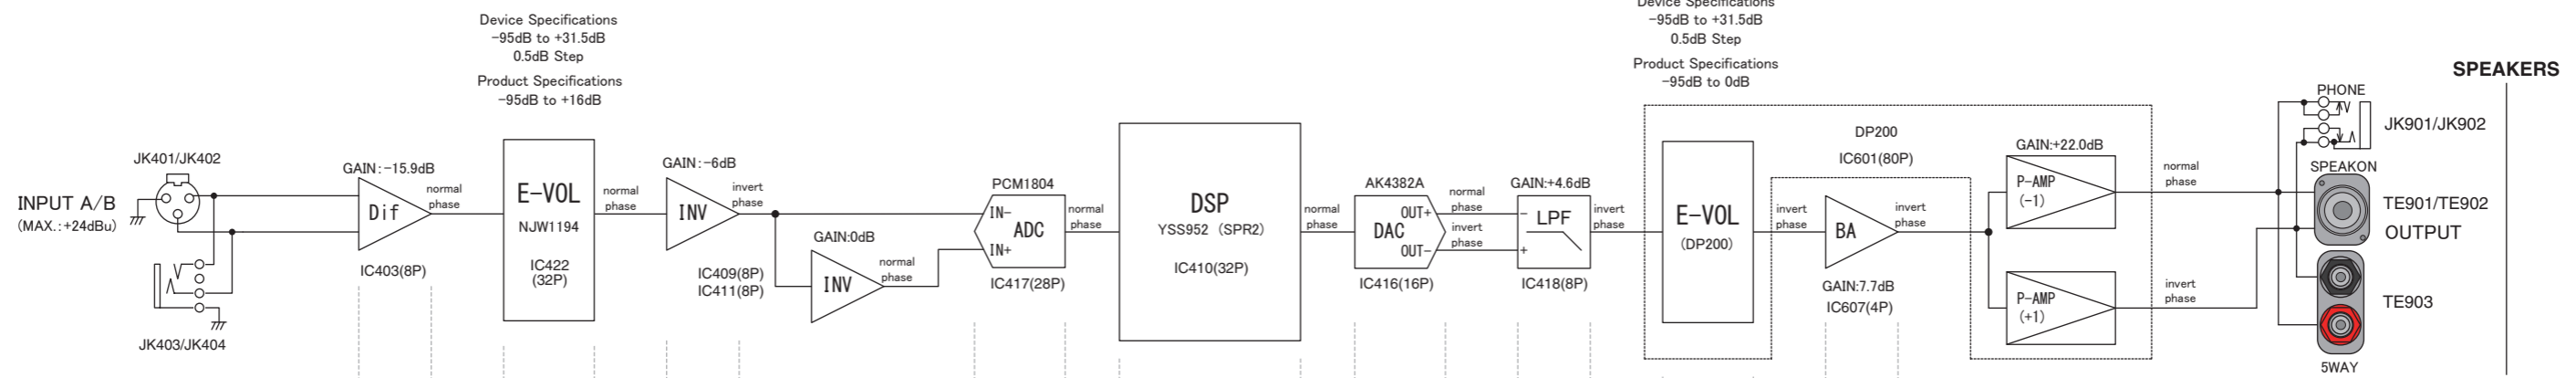 Device Specifications
-95dB to +31.5dB
0.5dB Step
Product Specifications
-95dB to +16dB
Device Specifications
-95dB to +31.5dB
0.5dB Step
Product Specifications
-95dB to 0dB
SPEAKERS
INPUT A/B
(MAX.:+24dBu)
JK401/JK402
JK403/JK404
GAIN:-15.9dB
Dif
IC403(8P)
normal
phase
E-VOL
NJW1194
IC422
(32P)
normal
phase
GAIN:-6dB
INV
IC409(8P)
IC411(8P)
invert
phase
GAIN:0dB
INV
normal
phase
PCM1804
IN-
ADC
IN+
IC417(28P)
normal
phase
DSP
YSS952 (SPR2)
IC410(32P)
normal
phase
AK4382A
OUT+
DAC
OUT-
IC416(16P)
normal
phase
invert
phase
GAIN:+4.6dB
-
LPF
+
IC418(8P)
invert
phase
E-VOL
(DP200)
invert
phase
DP200
IC601(80P)
BA
GAIN:7.7dB
IC607(4P)
invert
phase
GAIN:+22.0dB
P-AMP
(-1)
normal
phase
P-AMP
(+1)
invert
phase
PHONE
JK901/JK902
SPEAKON
TE901/TE902
OUTPUT
TE903
5WAY